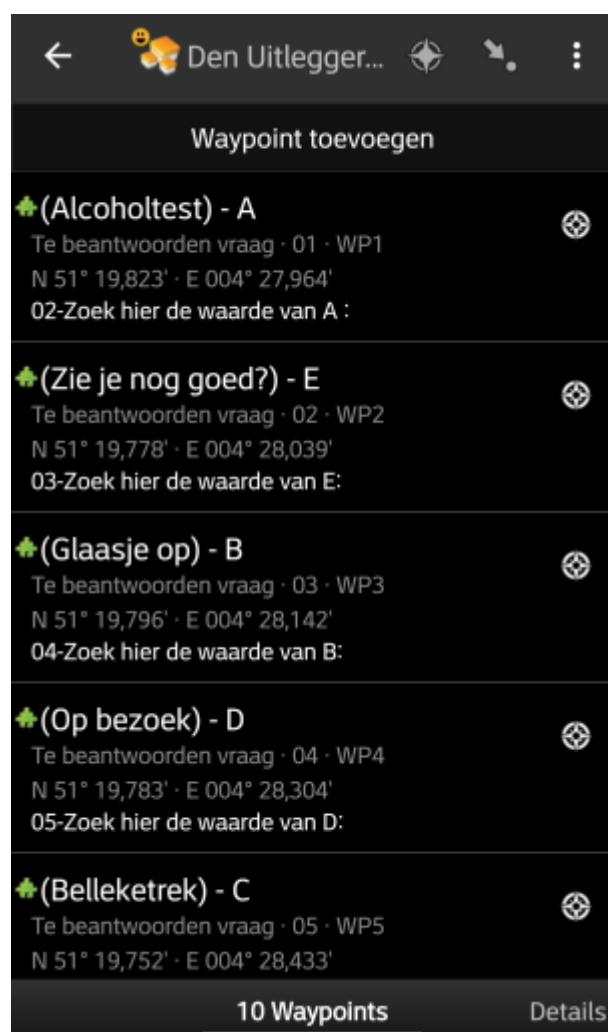 Den Uitlegger...
Waypoint toevoegen
(Alcoholtest) - A
Te beantwoorden vraag · 01 · WP1
N 51° 19,823' · E 004° 27,964'
02-Zoek hier de waarde van A :
(Zie je nog goed?) - E
Te beantwoorden vraag · 02 · WP2
N 51° 19,778' · E 004° 28,039'
03-Zoek hier de waarde van E:
(Glaasje op) - B
Te beantwoorden vraag · 03 · WP3
N 51° 19,796' · E 004° 28,142'
04-Zoek hier de waarde van B:
(Op bezoek) - D
Te beantwoorden vraag · 04 · WP4
N 51° 19,783' · E 004° 28,304'
05-Zoek hier de waarde van D:
(Belleketrek) - C
Te beantwoorden vraag · 05 · WP5
N 51° 19,752' · E 004° 28,433'
10 Waypoints Details